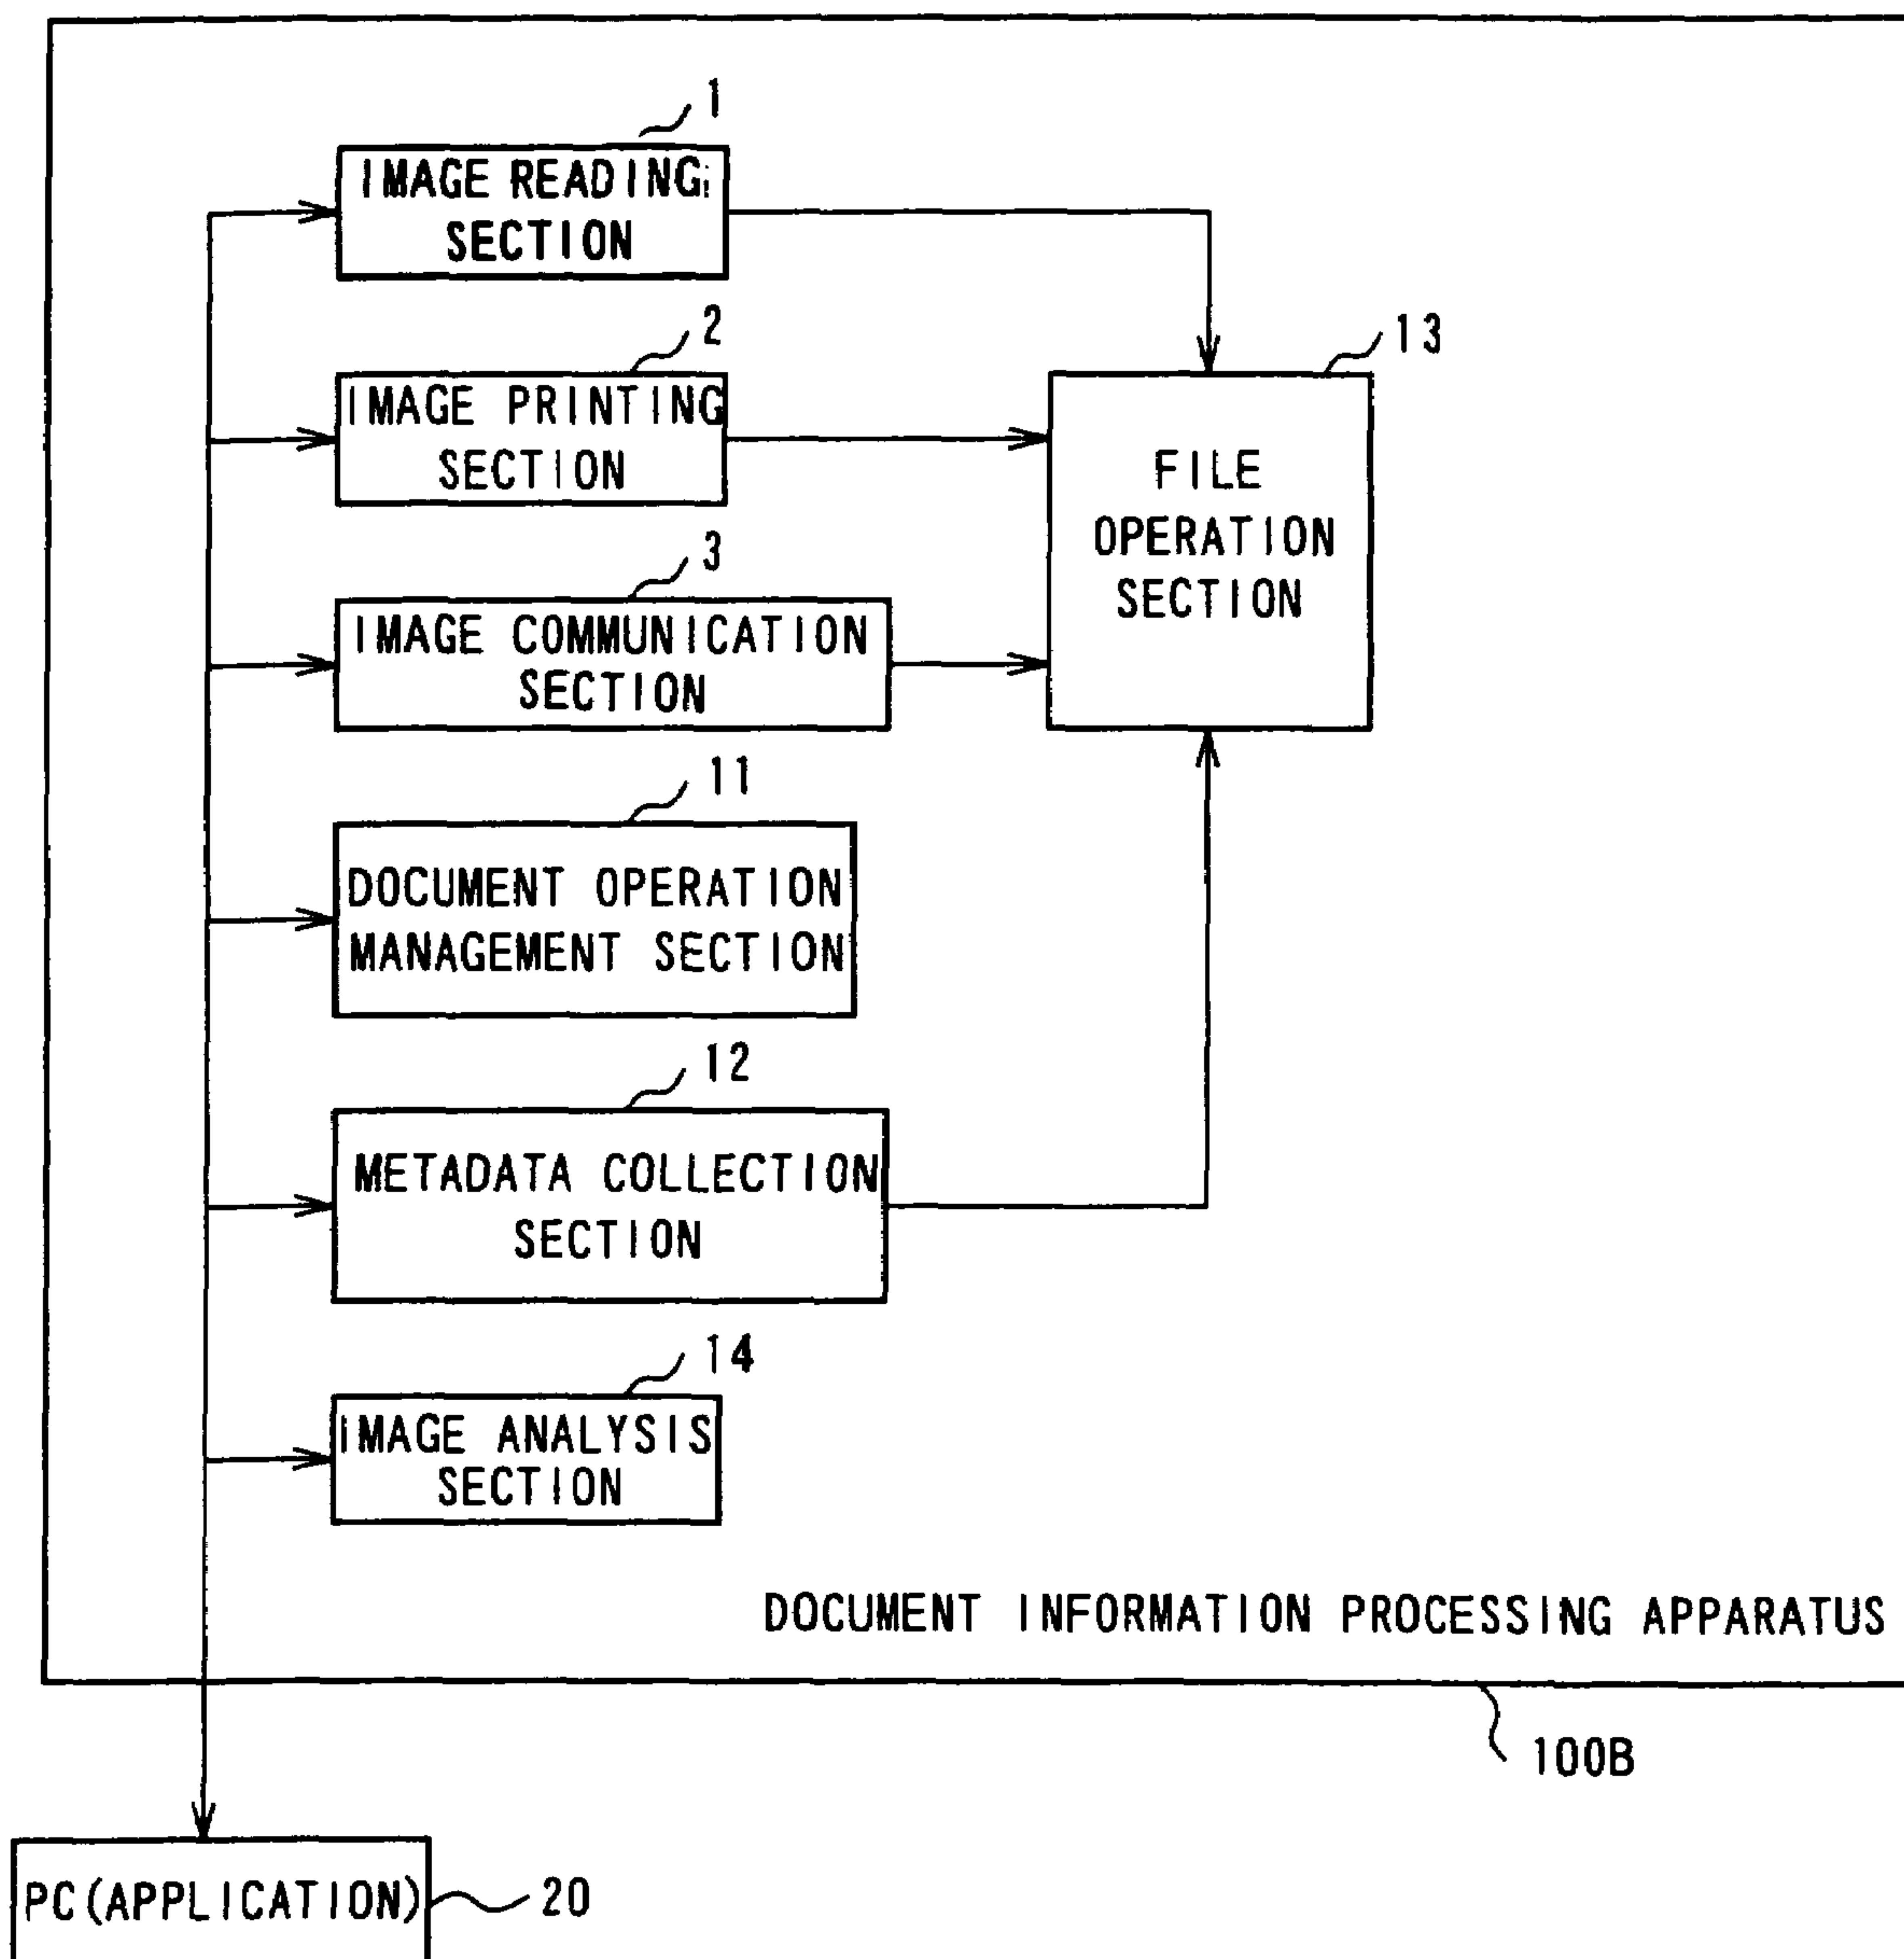 1
IMAGE READING
SECTION
2
IMAGE PRINTING
SECTION
13
FILE
OPERATION
SECTION
3
IMAGE COMMUNICATION
SECTION
11
DOCUMENT OPERATION
MANAGEMENT SECTION
12
METADATA COLLECTION
SECTION
14
IMAGE ANALYSIS
SECTION
DOCUMENT INFORMATION PROCESSING APPARATUS
100B
PC(APPLICATION)
20